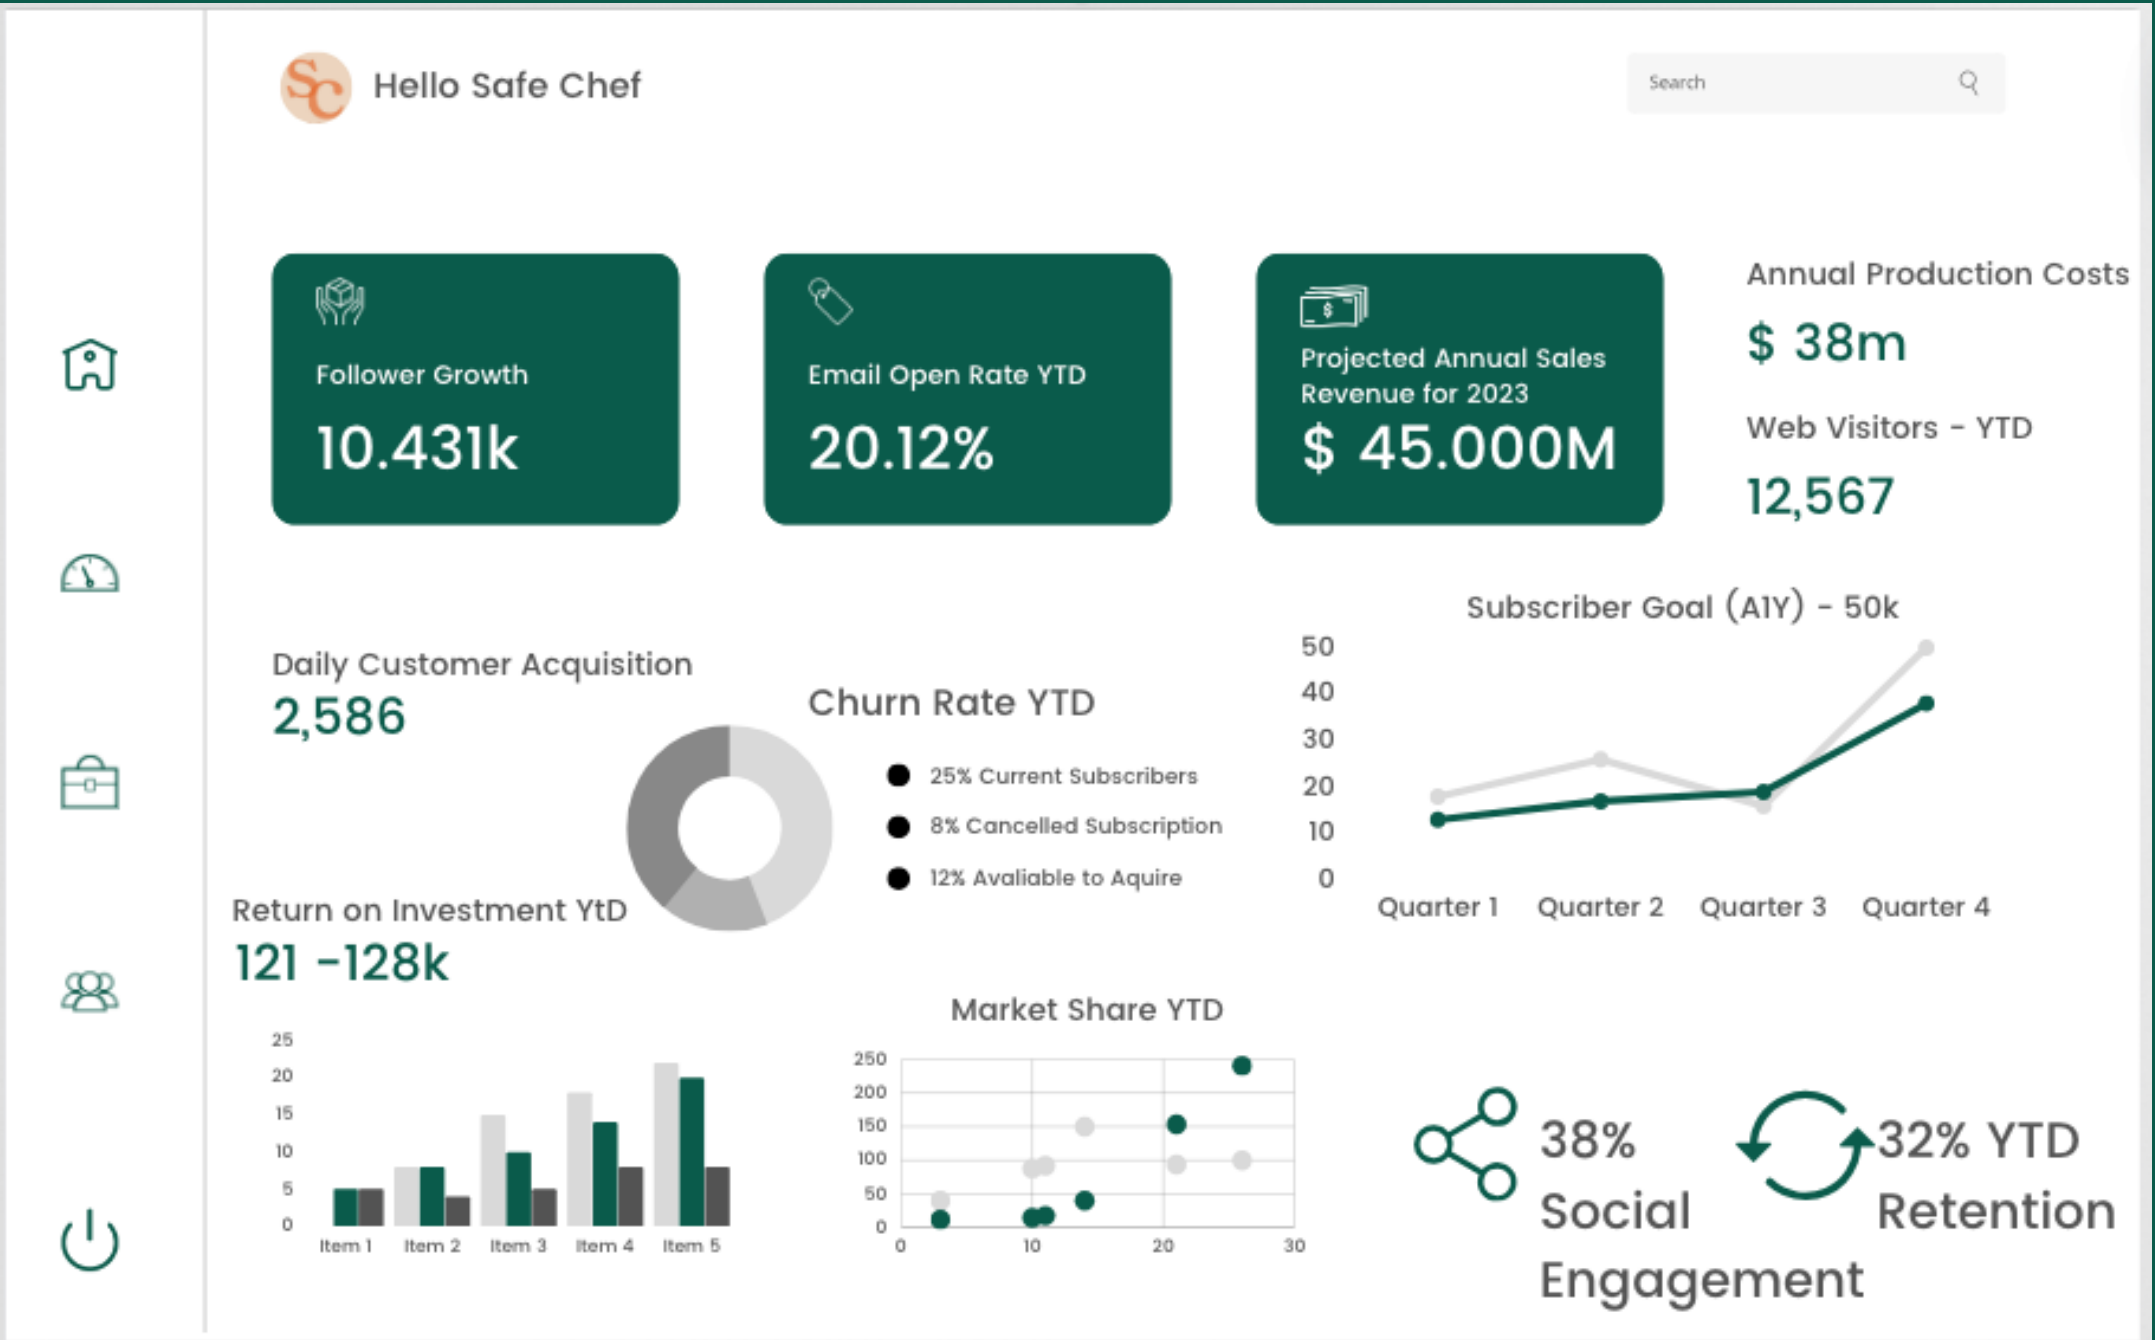 SC
Hello Safe Chef
Search
Follower Growth
10.431k
Email Open Rate YTD
20.12%
Projected Annual Sales
Revenue for 2023
$ 45.000M
Annual Production Costs
$ 38m
Web Visitors - YTD
12,567
Daily Customer Acquisition
2,586
Churn Rate YTD
25% Current Subscribers
8% Cancelled Subscription
12% Avaliable to Aquire
Subscriber Goal (A1Y) - 50k
50
40
30
20
10
0
Quarter 1 Quarter 2 Quarter 3 Quarter 4
Return on Investment YtD
121 -128k
25
20
15
10
5
0
Item 1 Item 2 Item 3 Item 4 Item 5
Market Share YTD
250
200
150
100
50
0
0 10 20 30
38%
Social
Engagement
32% YTD
Retention